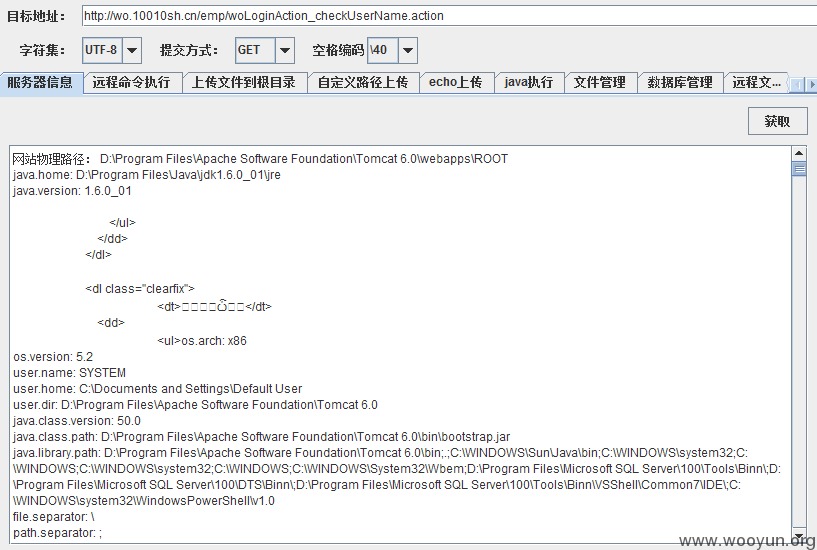 目标地址： http://wo.10010sh.cn/emp/woLoginAction_checkUserName.action
字符集： UTF-8 提交方式： GET 空格编码 \40
服务器信息 远程命令执行 上传文件到根目录 自定义路径上传 echo上传 java执行 文件管理 数据库管理 远程文...
获取
网站物理路径： D:\Program Files\Apache Software Foundation\Tomcat 6.0\webapps\ROOT
java.home: D:\Program Files\Java\jdk1.6.0_01\jre
java.version: 1.6.0_01
</ul>
</dd>
</dl>
<dl class="clearfix">
<dt></dt>
<dd>
<ul>os.arch: x86
os.version: 5.2
user.name: SYSTEM
user.home: C:\Documents and Settings\Default User
user.dir: D:\Program Files\Apache Software Foundation\Tomcat 6.0
java.class.version: 50.0
java.class.path: D:\Program Files\Apache Software Foundation\Tomcat 6.0\bin\bootstrap.jar
java.library.path: D:\Program Files\Apache Software Foundation\Tomcat 6.0\bin;.;C:\WINDOWS\Sun\Java\bin;C:\WINDOWS\system32;C:
\WINDOWS;C:\WINDOWS\system32;C:\WINDOWS;C:\WINDOWS\System32\Wbem;D:\Program Files\Microsoft SQL Server\100\Tools\Binn\;D:
\Program Files\Microsoft SQL Server\100\DTS\Binn\;D:\Program Files\Microsoft SQL Server\100\Tools\Binn\VSShell\Common7\IDE\;C:
\WINDOWS\system32\WindowsPowerShell\v1.0
file.separator: \
path.separator: ;
www.wooyun.org